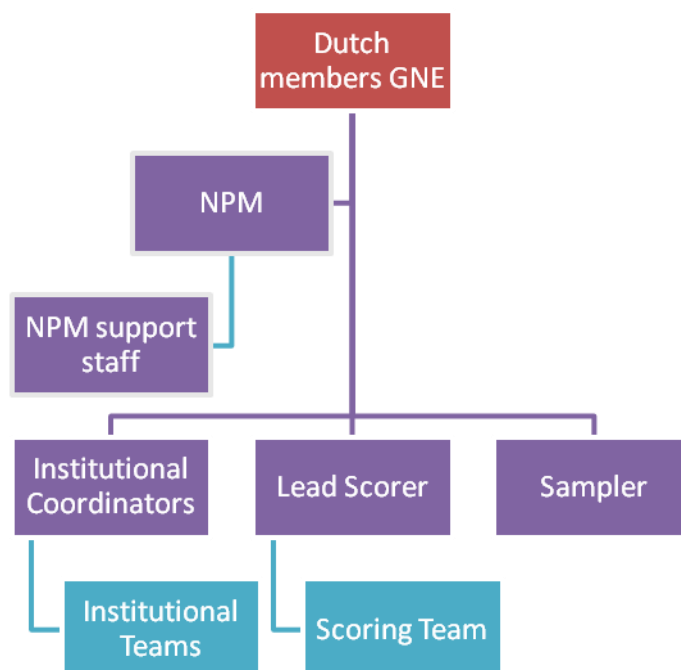 Dutch
members GNE
NPM
NPM support
staff
Institutional
Coordinators
Lead Scorer
Sampler
Institutional
Teams
Scoring Team